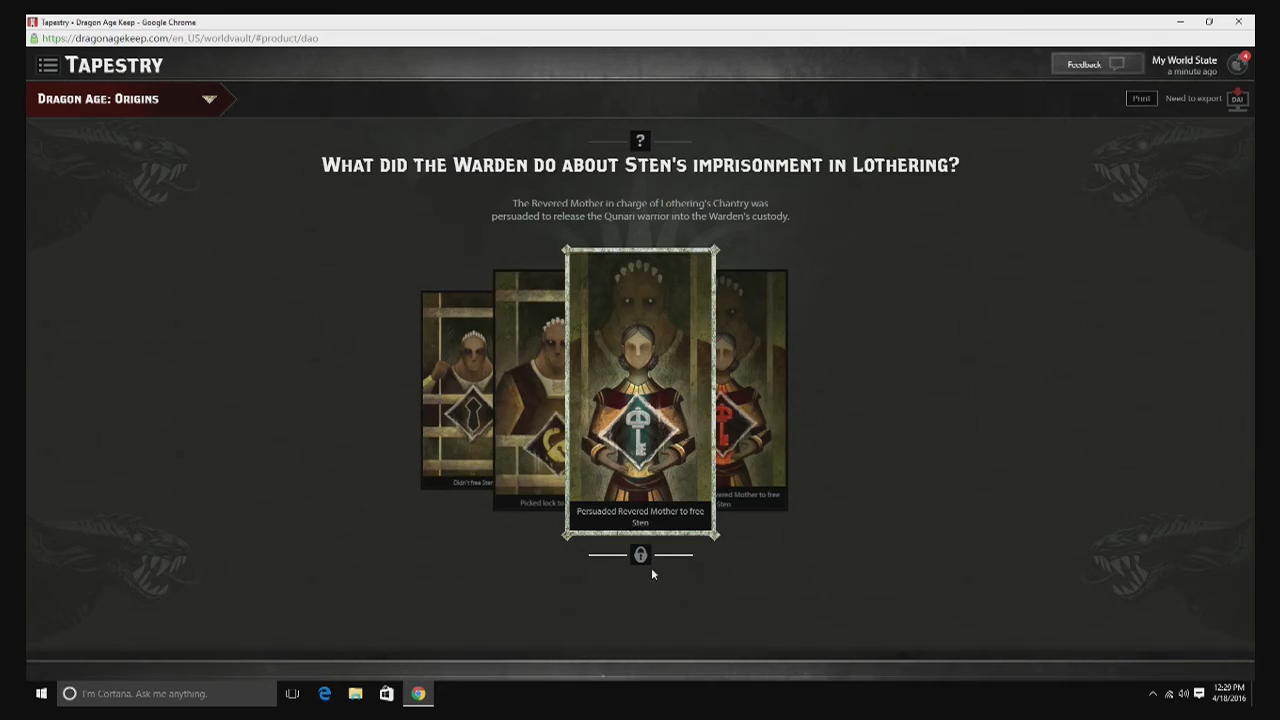 Tapestry • Dragon Age Keep - Google Chrome
https://dragonagekeep.com/en_US/worldvault/#product/dao
TAPESTRY
Feedback
My World State
4
a minute ago
DRAGON AGE: ORIGINS
Print
Need to export
DAI
?
WHAT DID THE WARDEN DO ABOUT STEN'S IMPRISONMENT IN LOTHERING?
The Revered Mother in charge of Lothering's Chantry was
persuaded to release the Qunari warrior into the Warden's custody.
Didn't free Sten
Picked lock to
Persuaded Revered Mother to free
Sten
Mother to free
Sten
I'm Cortana. Ask me anything.
12:29 PM
4/18/2016